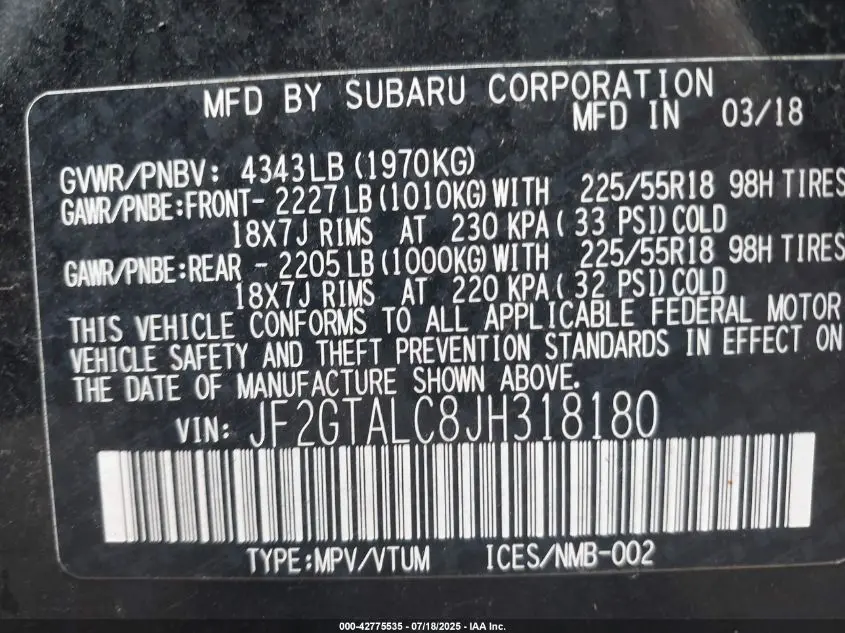 MFD BY SUBARU CORPORATION
MFD IN 03/18
GVWR/PNBV: 4343LB (1970KG)
GAWR/PNBE:FRONT- 2227LB (1010KG) WITH 225/55R18 98H TIRES
18X7J RIMS AT 230 KPA( 33 PSI) COLD
GAWR/PNBE:REAR - 2205LB (1000KG) WITH 225/55R18 98H TIRES
18X7J RIMS AT 220 KPA( 32 PSI) COLD
THIS VEHICLE CONFORMS TO ALL APPLICABLE FEDERAL MOTOR
VEHICLE SAFETY AND THEFT PREVENTION STANDARDS IN EFFECT ON
THE DATE OF MANUFACTURE SHOWN ABOVE.
VIN: JF2GTALC8JH318180
TYPE:MPV/VTUM ICES/NMB-002
000-42775535 - 07/18/2025 - IAA Inc.